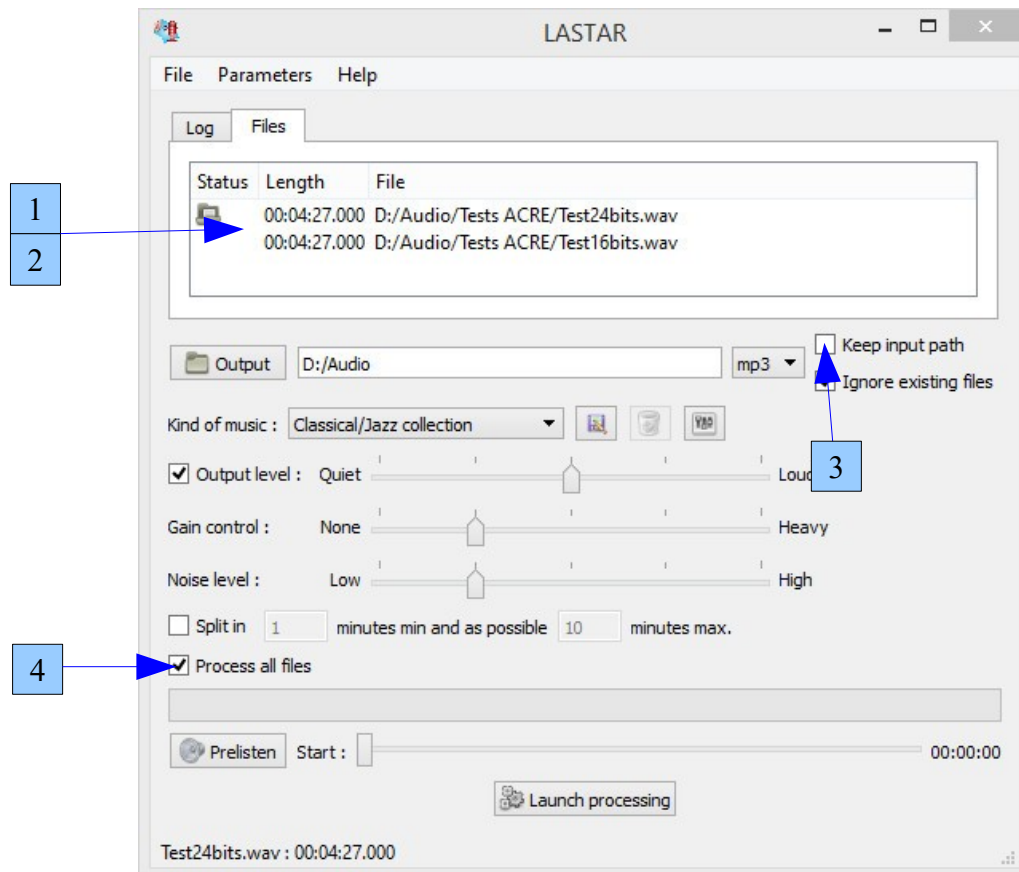 LASTAR
File Parameters Help
Log Files
Status Length File
1
00:04:27.000 D:/Audio/Tests ACRE/Test24bits.wav
00:04:27.000 D:/Audio/Tests ACRE/Test16bits.wav
2
Keep input path
Output D:/Audio mp3
Ignore existing files
Kind of music : Classical/Jazz collection
3
Output level : Quiet
Gain control : None Heavy
Noise level : Low High
Split in 1 minutes min and as possible 10 minutes max.
4 Process all files
Prelisten Start : 00:00:00
Launch processing
Test24bits.wav : 00:04:27.000